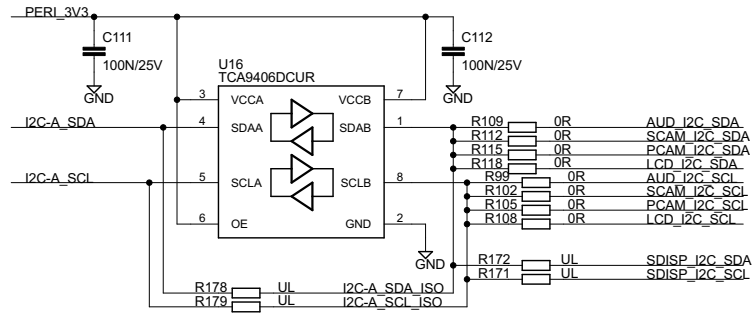 PERI_3V3
C111
100N/25V
GND
C112
100N/25V
GND
U16
TCA9406DCUR
3 VCCA VCCB 7
I2C-A_SDA 4 SDAA SDAB 1
I2C-A_SCL 5 SCLA SCLB 8
6 OE GND 2
GND
R109 0R AUD_I2C_SDA
R112 0R SCAM_I2C_SDA
R115 0R PCAM_I2C_SDA
R118 0R LCD_I2C_SDA
R99 0R AUD_I2C_SCL
R102 0R SCAM_I2C_SCL
R105 0R PCAM_I2C_SCL
R108 0R LCD_I2C_SCL
R172 UL SDISP_I2C_SDA
R171 UL SDISP_I2C_SCL
R178 UL I2C-A_SDA_ISO
R179 UL I2C-A_SCL_ISO